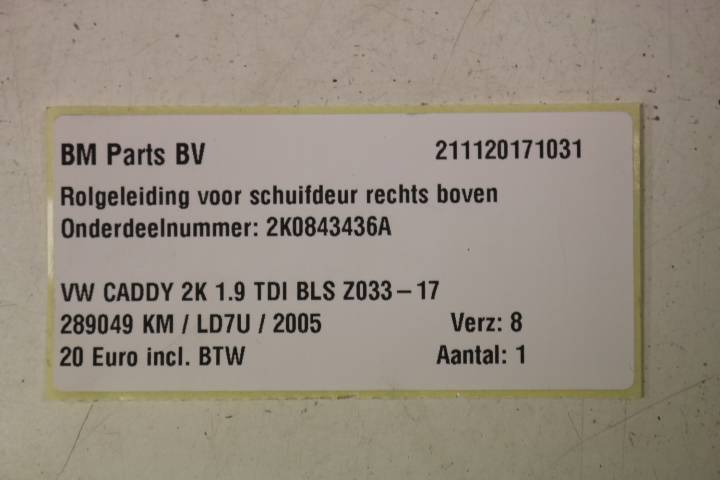 BM Parts BV 211120171031
Rolgeleiding voor schuifdeur rechts boven
Onderdeelnummer: 2K0843436A
VW CADDY 2K 1.9 TDI BLS Z033-17
289049 KM / LD7U / 2005 Verz: 8
20 Euro incl. BTW Aantal: 1